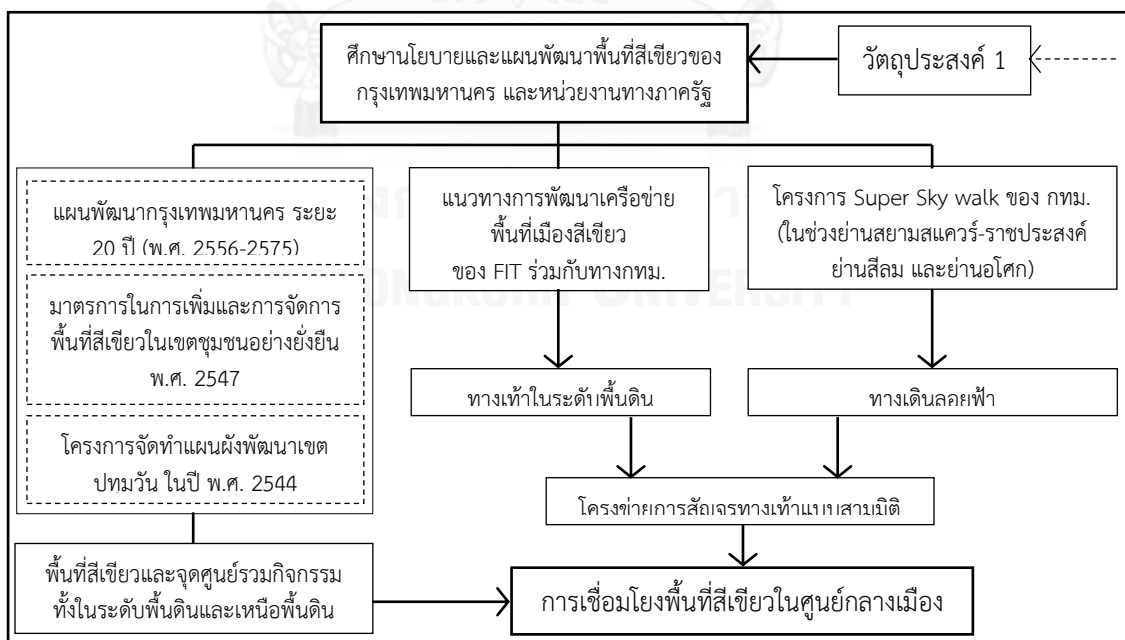 ศึกษานโยบายและแผนพัฒนาพื้นที่สีเขียวของ
กรุงเทพมหานคร และหน่วยงานทางภาครัฐ
วัตถุประสงค์ 1
แผนพัฒนากรุงเทพมหานคร ระยะ
20 ปี (พ.ศ. 2556-2575)
มาตรการในการเพิ่มและการจัดการ
พื้นที่สีเขียวในเขตชุมชนอย่างยั่งยืน
พ.ศ. 2547
โครงการจัดทำแผนผังพัฒนาเขต
ปทุมวัน ในปี พ.ศ. 2544
แนวทางการพัฒนาเครือข่าย
พื้นที่เมืองสีเขียว
ของ FIT ร่วมกับทางกทม.
โครงการ Super Sky walk ของ กทม.
(ในช่วงย่านสยามสแควร์-ราชประสงค์
ย่านสีลม และย่านอโศก)
ทางเท้าในระดับพื้นดิน
ทางเดินลอยฟ้า
โครงข่ายการสัญจรทางเท้าแบบสามมิติ
พื้นที่สีเขียวและจุดศูนย์รวมกิจกรรม
ทั้งในระดับพื้นดินและเหนือพื้นดิน
การเชื่อมโยงพื้นที่สีเขียวในศูนย์กลางเมือง